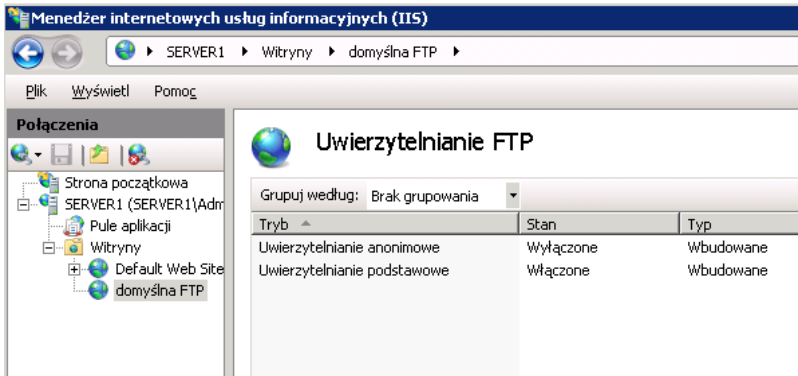 Menedżer internetowych usług informacyjnych (IIS)
SERVER1 Witryny domyślna FTP
Plik Wyświetl Pomoc
Połączenia
Strona początkowa
SERVER1 (SERVER1\Adm
Pule aplikacji
Witryny
Default Web Site
domyślna FTP
Uwierzytelnianie FTP
Grupuj według: Brak grupowania
Tryb Stan Typ
Uwierzytelnianie anonimowe Wyłączone Wbudowane
Uwierzytelnianie podstawowe Włączone Wbudowane